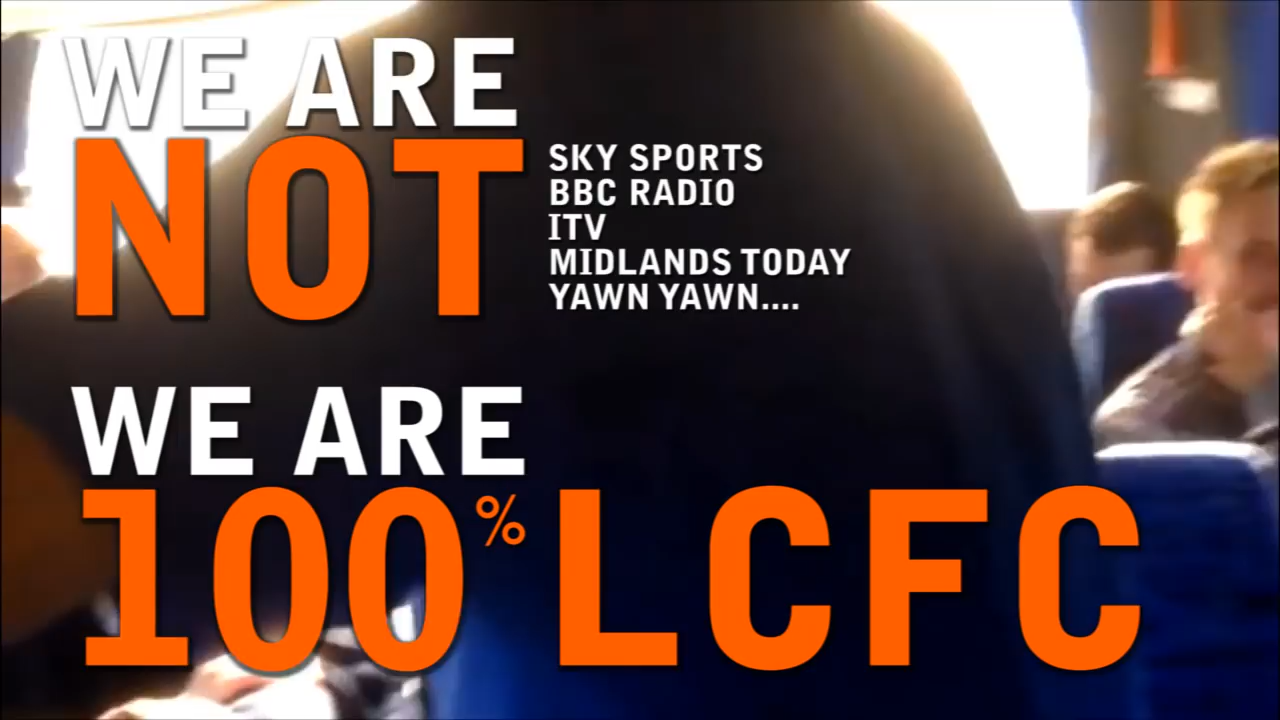 WE ARE
NOT
SKY SPORTS
BBC RADIO
ITV
MIDLANDS TODAY
YAWN YAWN....
WE ARE
100% LCFC